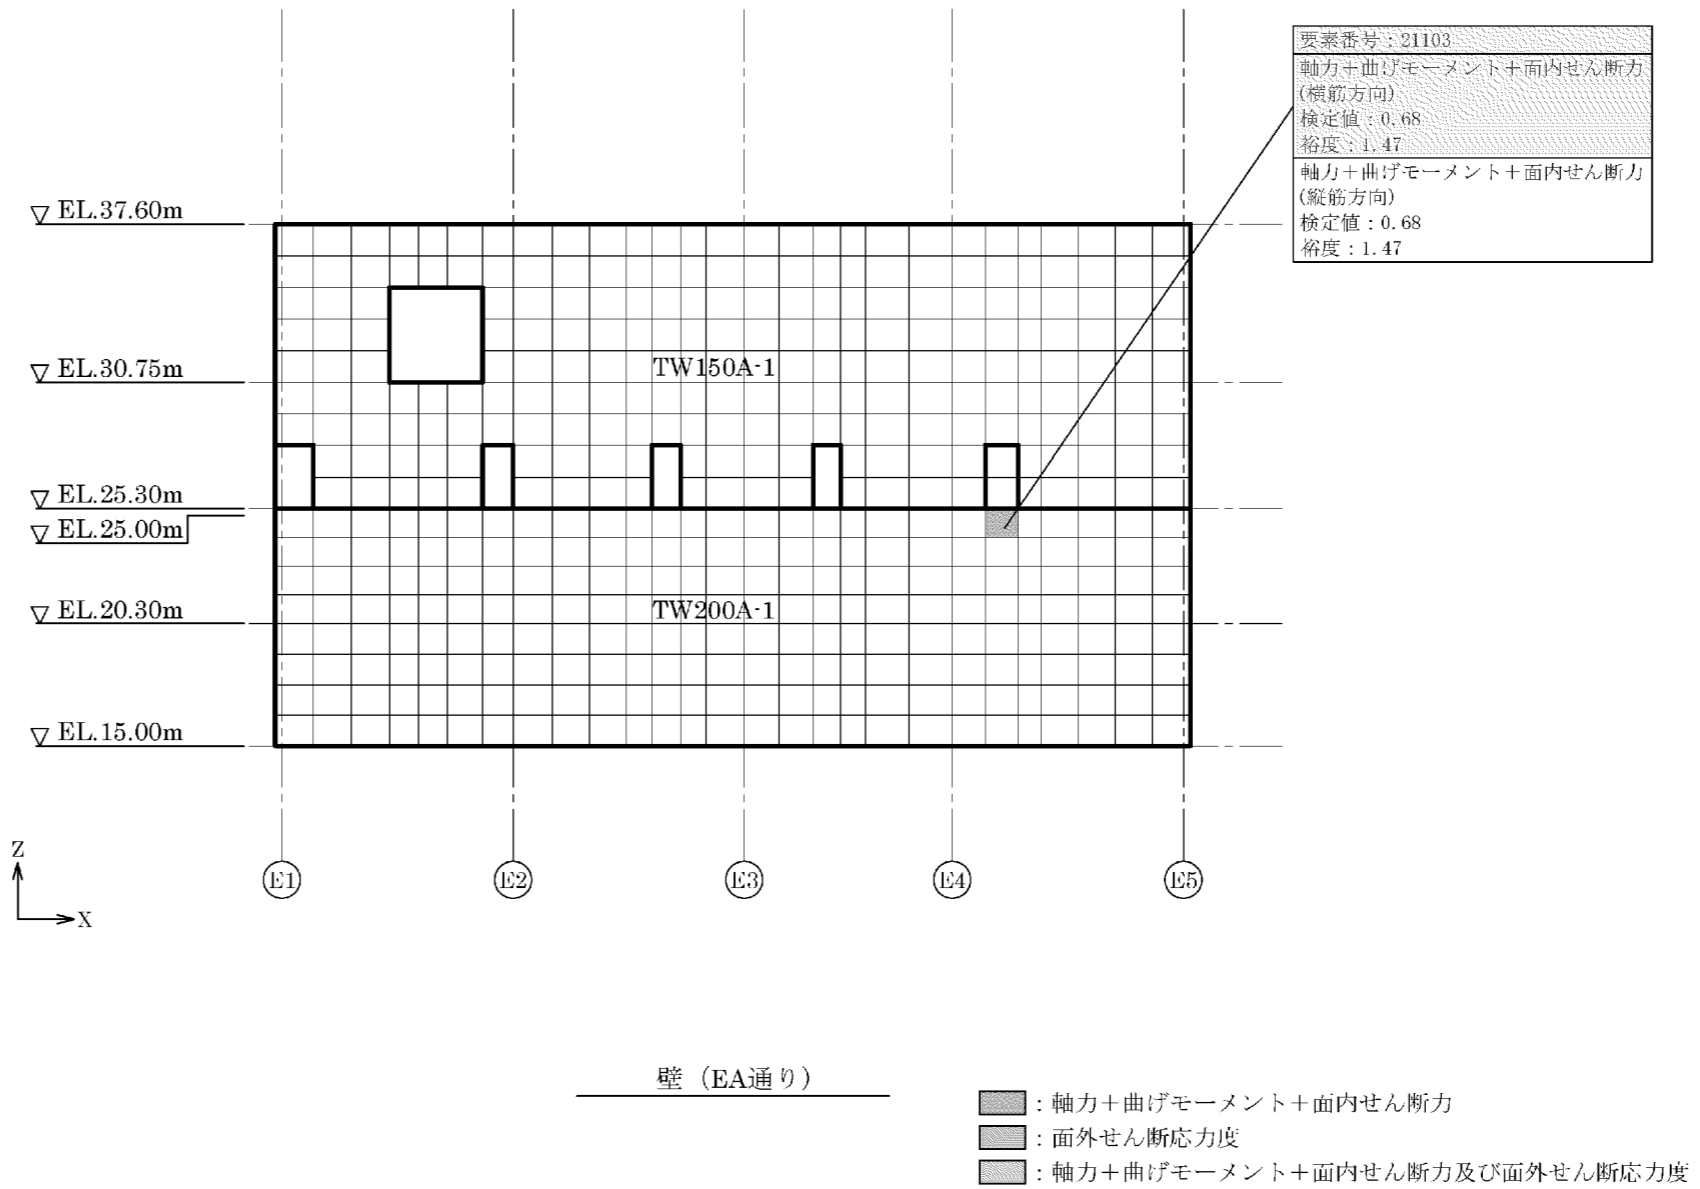 要素番号：21103
軸力＋曲げモーメント＋面内せん断力
(横筋方向)
検定値：0.68
裕度：1.47
軸力＋曲げモーメント＋面内せん断力
(縦筋方向)
検定値：0.68
裕度：1.47
▽ EL.37.60m
▽ EL.30.75m
TW150A-1
▽ EL.25.30m
▽ EL.25.00m
▽ EL.20.30m
TW200A-1
▽ EL.15.00m
Z
X
E1 E2 E3 E4 E5
壁（EA通り）
：軸力＋曲げモーメント＋面内せん断力
：面外せん断応力度
：軸力＋曲げモーメント＋面内せん断力及び面外せん断応力度